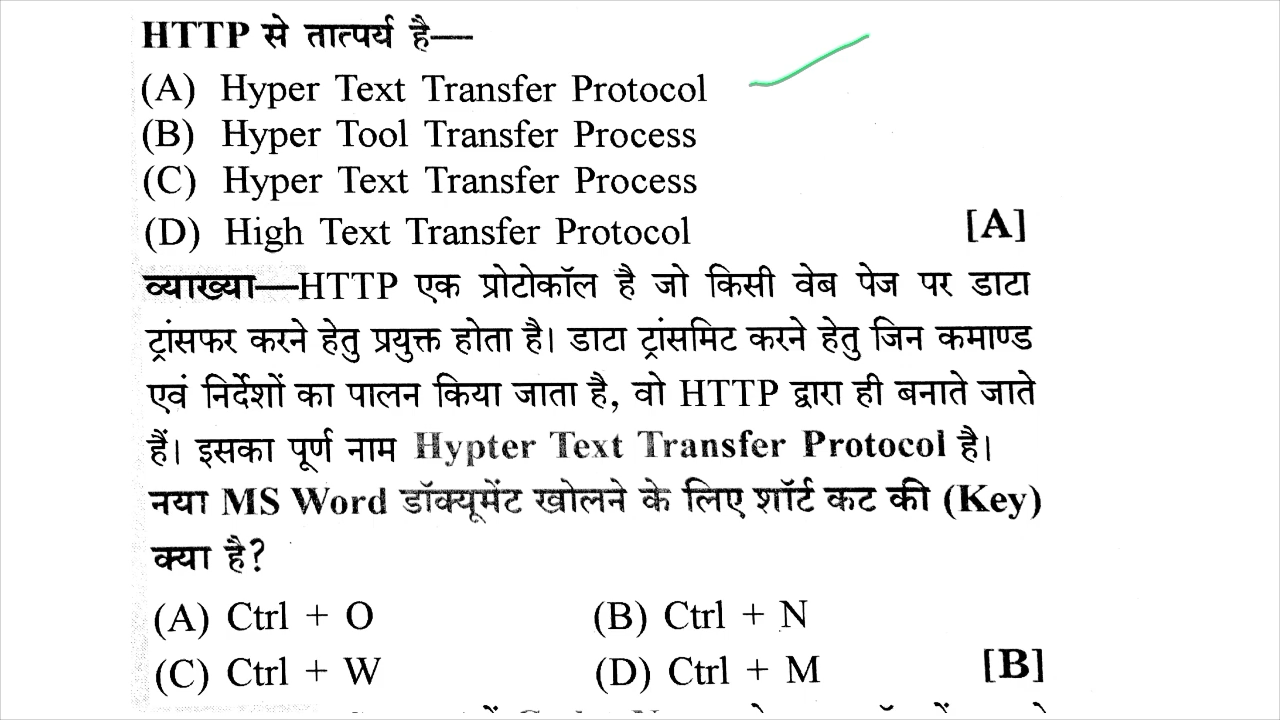 HTTP से तात्पर्य है—
(A) Hyper Text Transfer Protocol
(B) Hyper Tool Transfer Process
(C) Hyper Text Transfer Process
(D) High Text Transfer Protocol [A]
व्याख्या—HTTP एक प्रोटोकॉल है जो किसी वेब पेज पर डाटा
ट्रांसफर करने हेतु प्रयुक्त होता है। डाटा ट्रांसमिट करने हेतु जिन कमाण्ड
एवं निर्देशों का पालन किया जाता है, वो HTTP द्वारा ही बनाते जाते
हैं। इसका पूर्ण नाम Hypter Text Transfer Protocol है।
नया MS Word डॉक्यूमेंट खोलने के लिए शॉर्ट कट की (Key)
क्या है?
(A) Ctrl + O (B) Ctrl + N
(C) Ctrl + W (D) Ctrl + M [B]